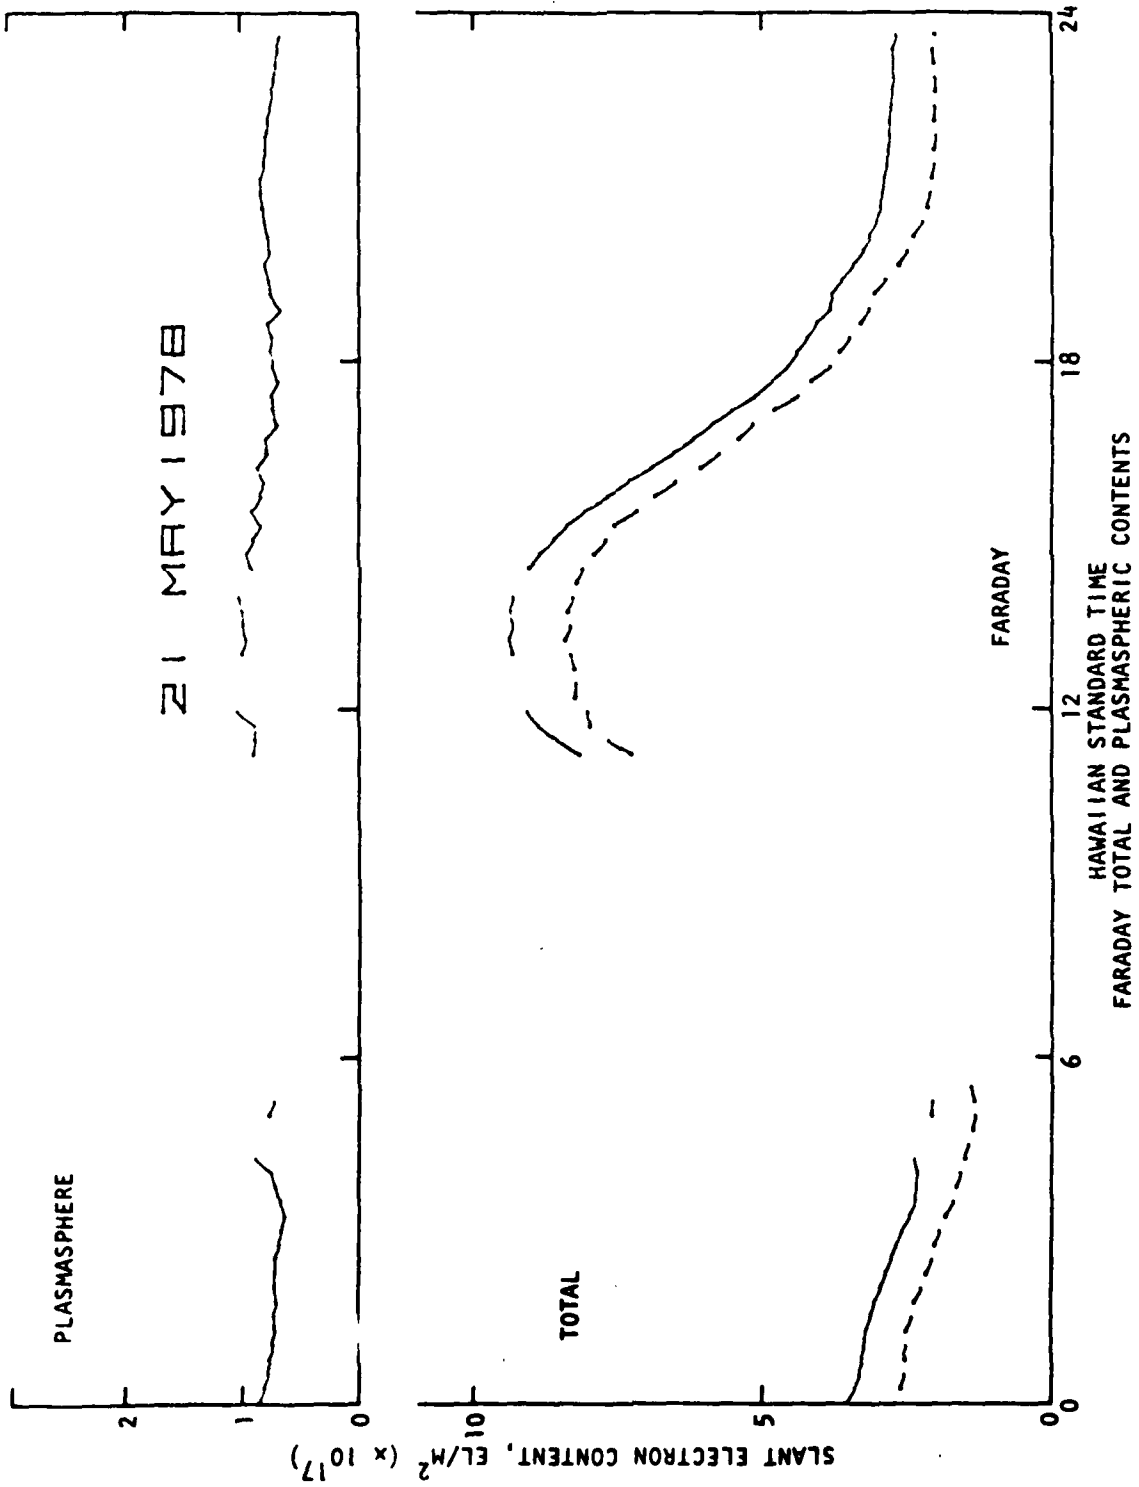 PLASMASPHERE
21 MAY 1978
2
1
0
SLANT ELECTRON CONTENT, EL/M² (× 10¹⁷)
TOTAL
10
5
0
FARADAY
0
6
12
18
24
HAWAIIAN STANDARD TIME
FARADAY TOTAL AND PLASMASPHERIC CONTENTS